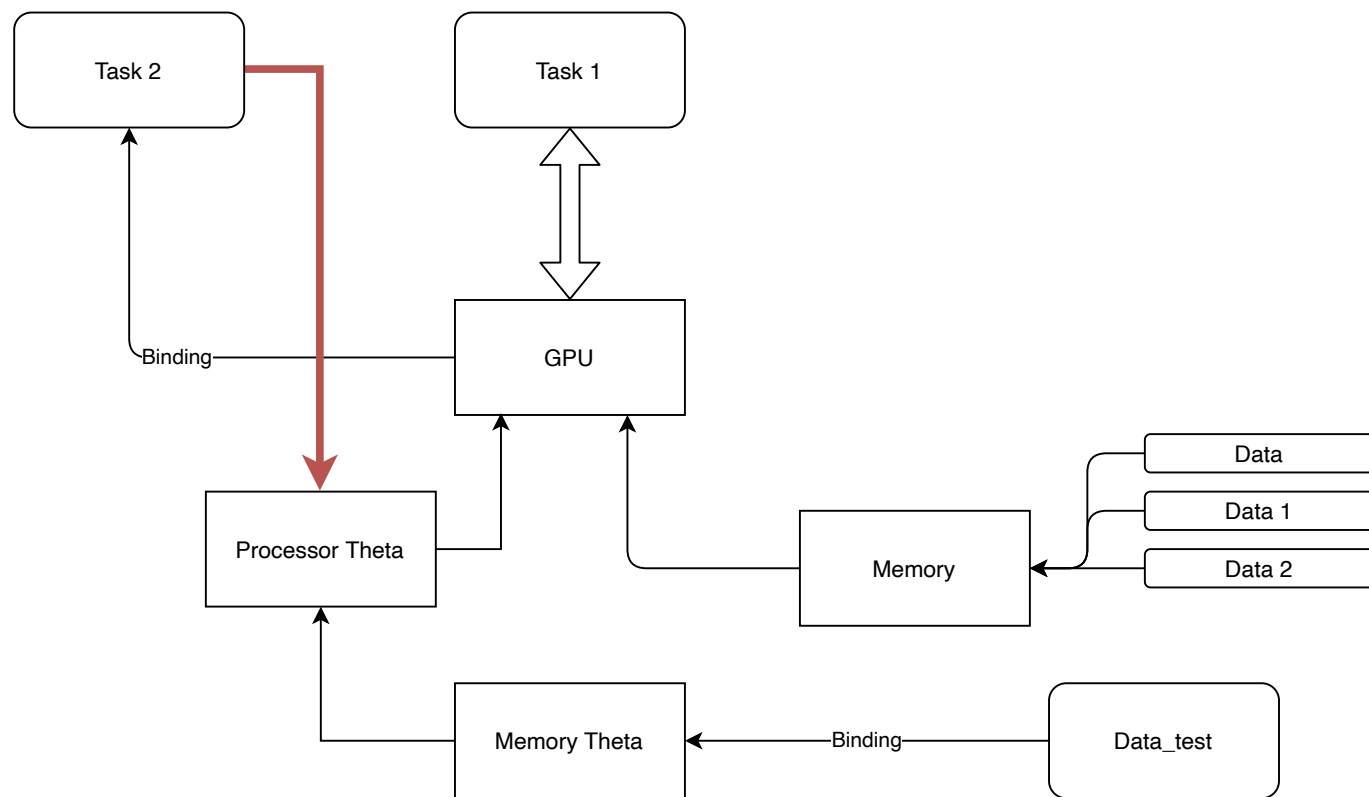 Task 2
Task 1
Binding
GPU
Data
Data 1
Data 2
Processor Theta
Memory
Memory Theta
Binding
Data_test